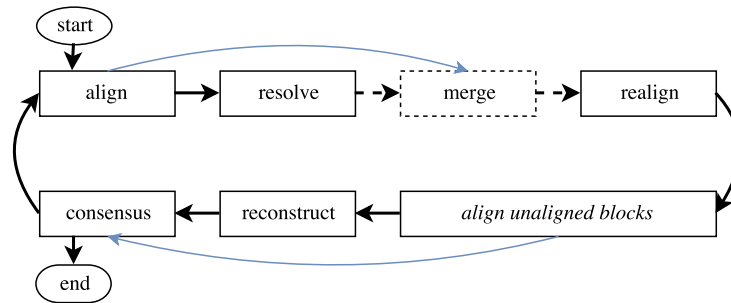 start
align
resolve
merge
realign
consensus
reconstruct
align unaligned blocks
end